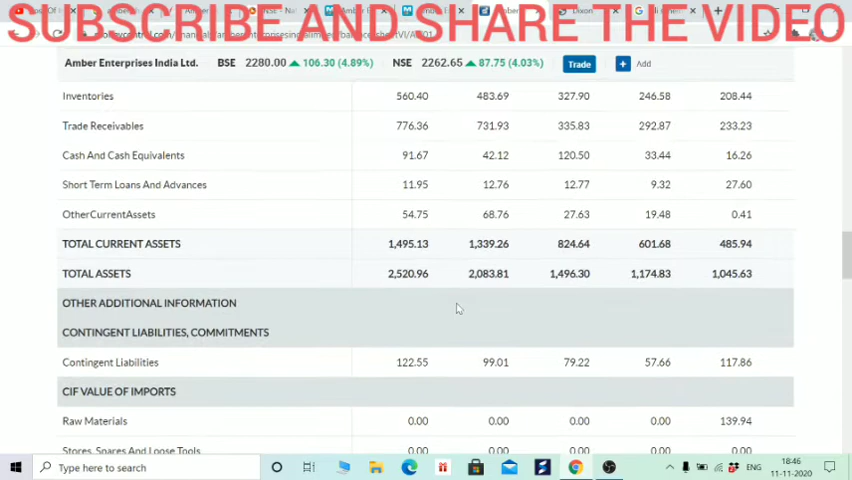 SUBSCRIBE AND SHARE THE VIDEO
Amber Enterprises India Ltd. BSE 2280.00 106.30 (4.89%) NSE 2262.65 87.75 (4.03%) Trade + Add
Inventories 560.40 483.69 327.90 246.58 208.44
Trade Receivables 776.36 731.93 335.83 292.87 233.23
Cash And Cash Equivalents 91.67 42.12 120.50 33.44 16.26
Short Term Loans And Advances 11.95 12.76 12.77 9.32 27.60
OtherCurrentAssets 54.75 68.76 27.63 19.48 0.41
TOTAL CURRENT ASSETS 1,495.13 1,339.26 824.64 601.68 485.94
TOTAL ASSETS 2,520.96 2,083.81 1,496.30 1,174.83 1,045.63
OTHER ADDITIONAL INFORMATION
CONTINGENT LIABILITIES, COMMITMENTS
Contingent Liabilities 122.55 99.01 79.22 57.66 117.86
CIF VALUE OF IMPORTS
Raw Materials 0.00 0.00 0.00 0.00 139.94
Stores, Spares And Loose Tools 0.00 0.00 0.00 0.00 0.00
Type here to search
ENG
18:46
11-11-2020